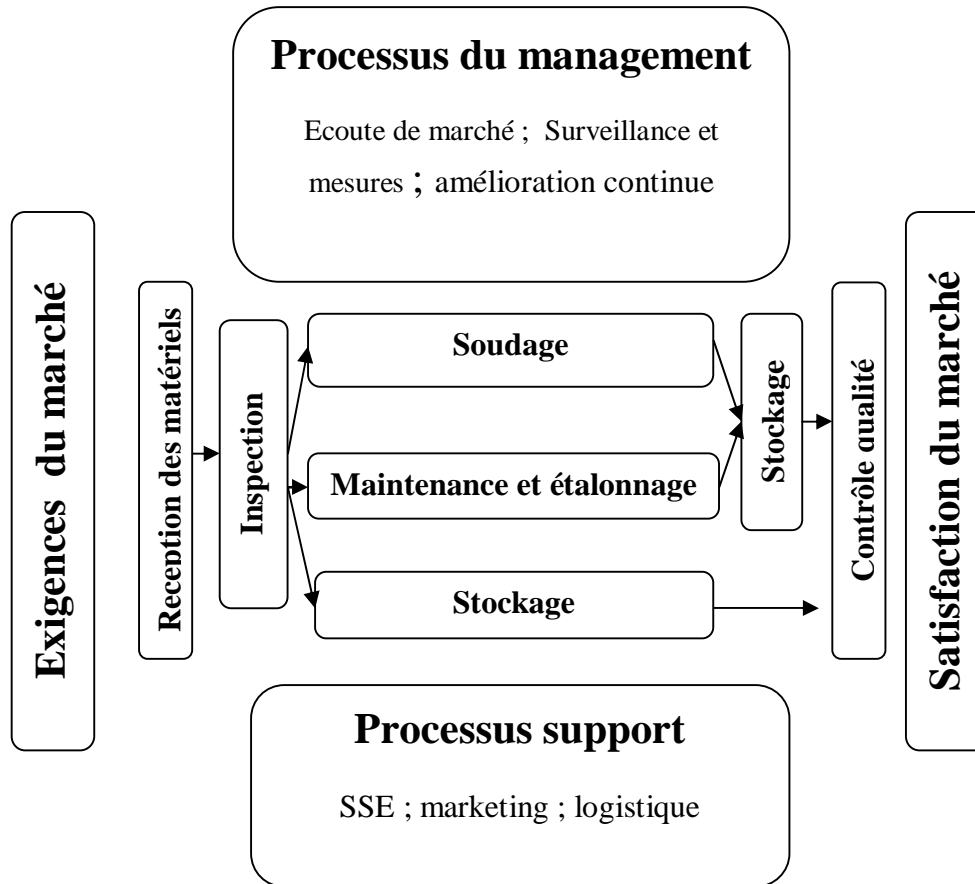 Processus du management
Ecoute de marché ; Surveillance et
mesures ; amélioration continue
Exigences du marché
Reception des matériels
Inspection
Soudage
Maintenance et étalonnage
Stockage
Stockage
Contrôle qualité
Satisfaction du marché
Processus support
SSE ; marketing ; logistique